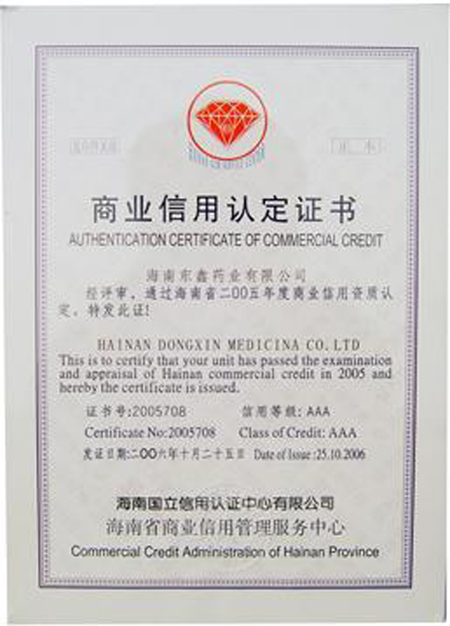 正本
商业信用认定证书
AUTHENTICATION CERTIFICATE OF COMMERCIAL CREDIT
海南东鑫药业有限公司
经评审，通过海南省二00五年度商业信用资质认
定，特发此证！
HAINAN DONGXIN MEDICINA CO.LTD
This is to certify that your unit has passed the examination
and appraisal of Hainan commercial credit in 2005 and
hereby the certificate is issued.
证书号:2005708 信用等级: AAA
Certificate No:2005708 Class of Credit: AAA
发证日期:二00六年十月二十五日 Date of Issue :25.10.2006
海南国立信用认证中心有限公司
海南省商业信用管理服务中心
Commercial Credit Administration of Hainan Province